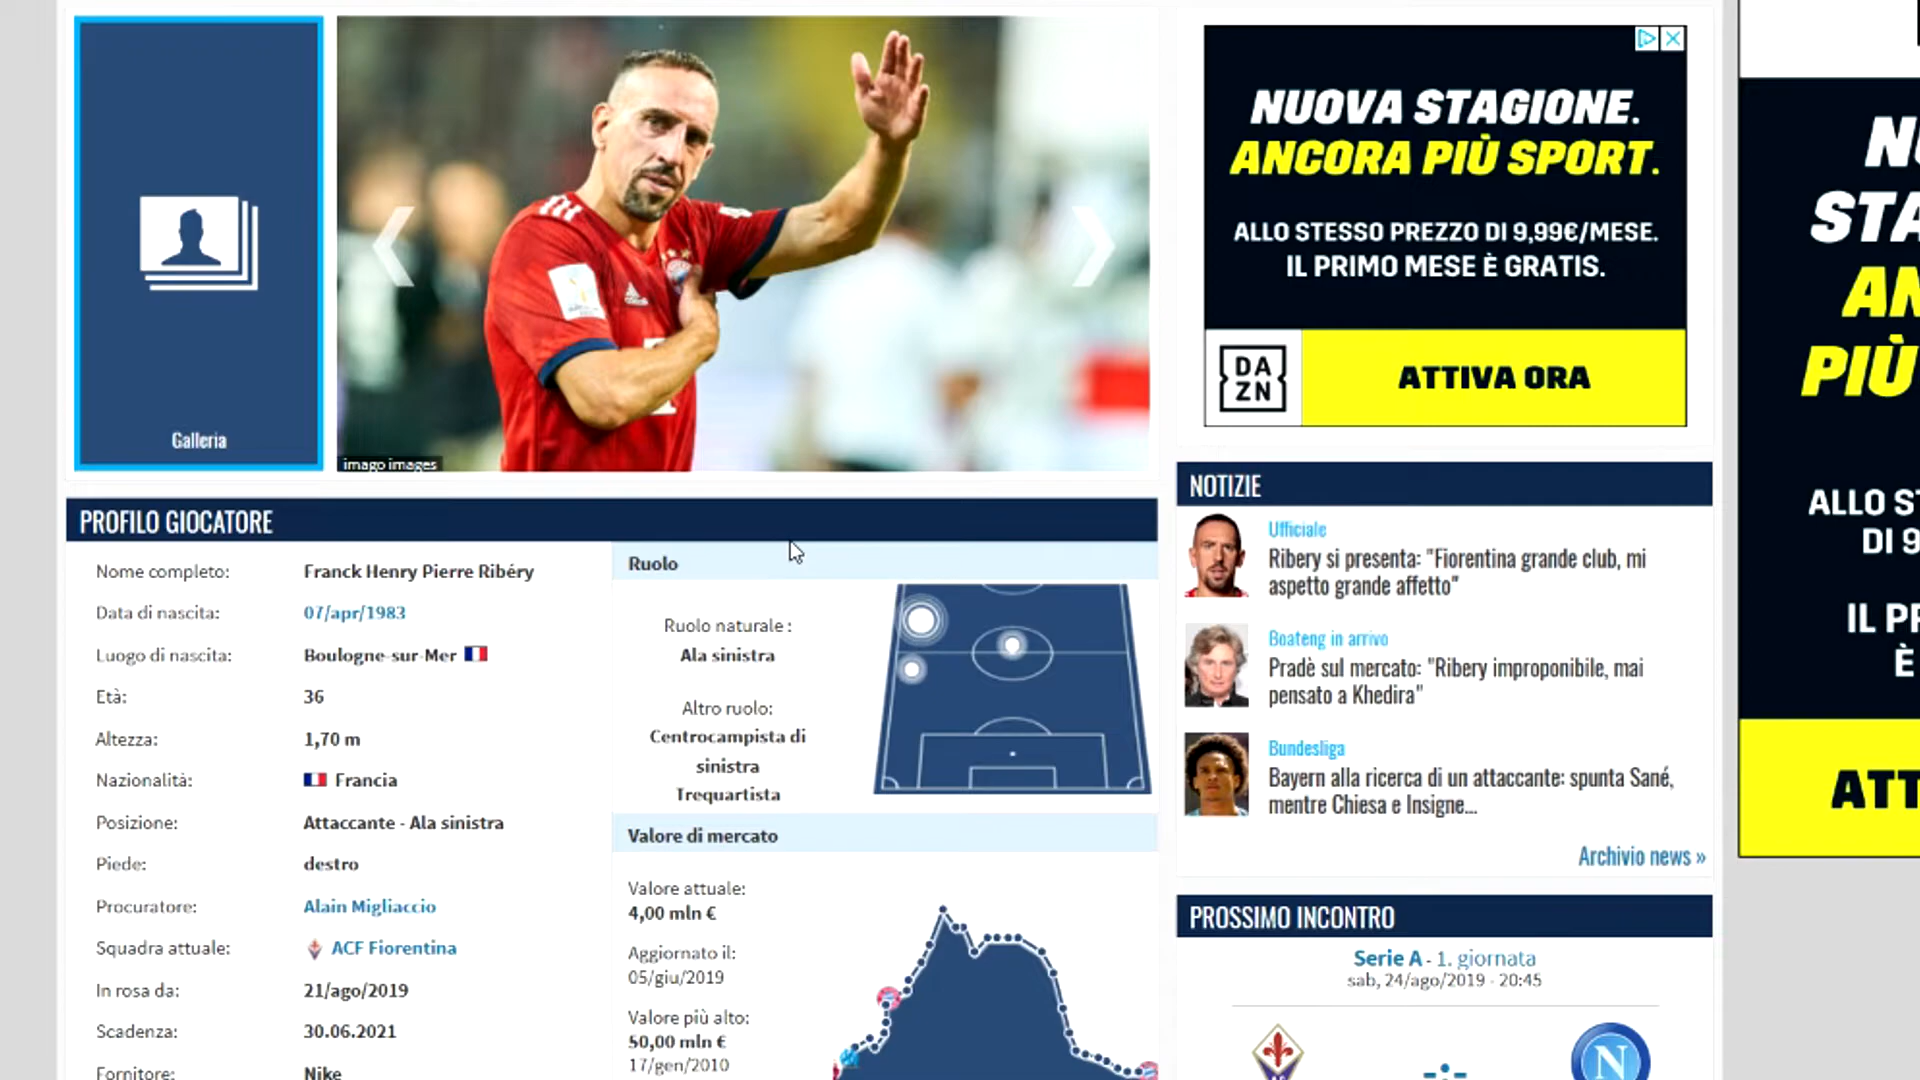 Galleria
imago images
PROFILO GIOCATORE
Nome completo: Franck Henry Pierre Ribéry
Data di nascita: 07/apr/1983
Luogo di nascita: Boulogne-sur-Mer
Età: 36
Altezza: 1,70 m
Nazionalità: Francia
Posizione: Attaccante - Ala sinistra
Piede: destro
Procuratore: Alain Migliaccio
Squadra attuale: ACF Fiorentina
In rosa da: 21/ago/2019
Scadenza: 30.06.2021
Fornitore: Nike
Ruolo
Ruolo naturale :
Ala sinistra
Altro ruolo:
Centrocampista di
sinistra
Trequartista
Valore di mercato
Valore attuale:
4,00 mln €
Aggiornato il:
05/giu/2019
Valore più alto:
50,00 mln €
17/gen/2010
NUOVA STAGIONE.
ANCORA PIÙ SPORT.
ALLO STESSO PREZZO DI 9,99€/MESE.
IL PRIMO MESE È GRATIS.
DA
ZN
ATTIVA ORA
NOTIZIE
Ufficiale
Ribery si presenta: "Fiorentina grande club, mi
aspetto grande affetto"
Boateng in arrivo
Pradè sul mercato: "Ribery improponibile, mai
pensato a Khedira"
Bundesliga
Bayern alla ricerca di un attaccante: spunta Sané,
mentre Chiesa e Insigne...
Archivio news »
PROSSIMO INCONTRO
Serie A - 1. giornata
sab, 24/ago/2019 - 20:45
N
STA
AN
PIÙ
ALLO ST
DI 9
IL PR
È
ATT